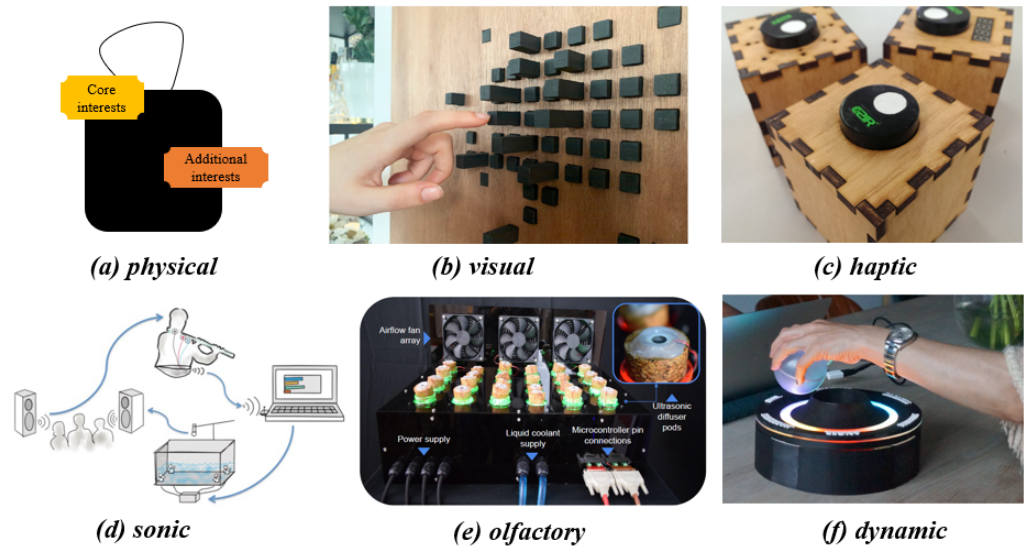 Core
interests
Additional
interests
(a) physical
(b) visual
(c) haptic
Airflow fan
array
Power supply
Liquid coolant
supply
Microcontroller pin
connections
Ultrasonic
diffuser
pods
(d) sonic
(e) olfactory
(f) dynamic